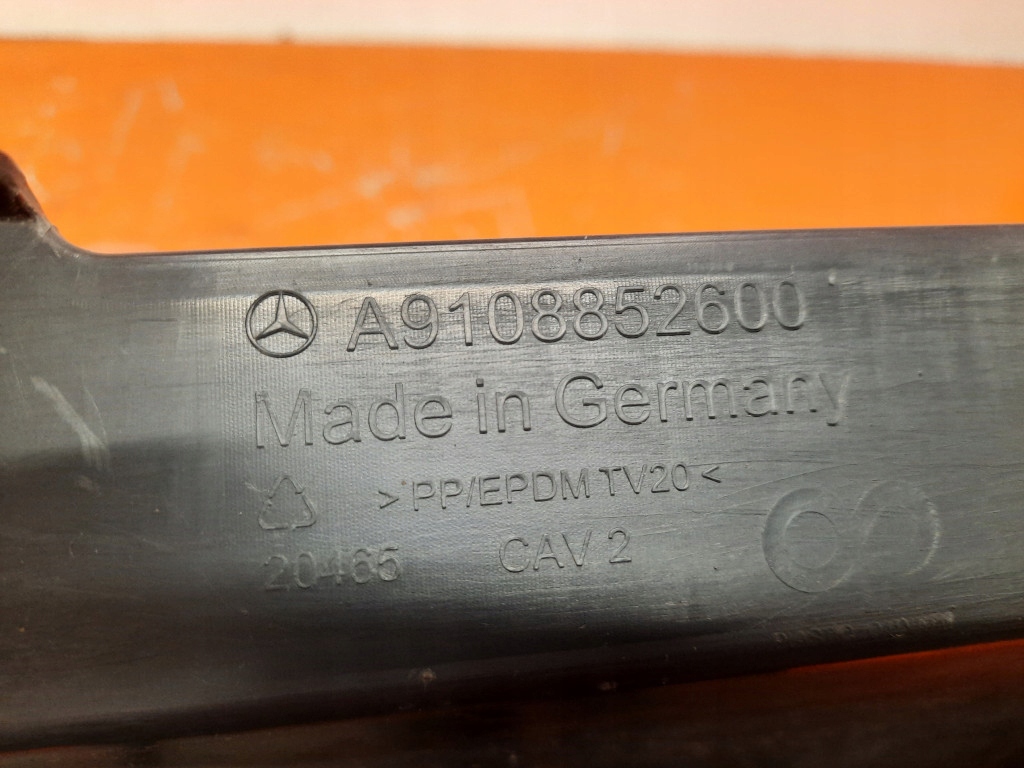 A9108852600
Made in Germany
>PP/EPDM TV20<
20465 CAV 2